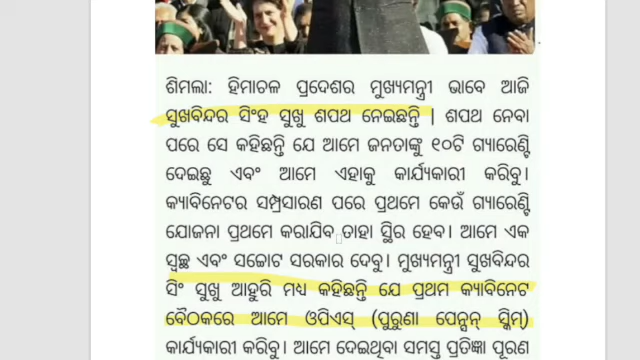 ଶିମଲା: ହିମାଚଳ ପ୍ରଦେଶର ମୁଖ୍ୟମନ୍ତ୍ରୀ ଭାବେ ଆଜି
ସୁଖବିନ୍ଦର ସିଂହ ସୁଖୁ ଶପଥ ନେଇଛନ୍ତି | ଶପଥ ନେବା
ପରେ ସେ କହିଛନ୍ତି ଯେ ଆମେ ଜନତାଙ୍କୁ ୧୦ଟି ଗ୍ୟାରେଣ୍ଟି
ଦେଇଛୁ ଏବଂ ଆମେ ଏହାକୁ କାର୍ଯ୍ୟକାରୀ କରିବୁ।
କ୍ୟାବିନେଟର ସମ୍ପ୍ରସାରଣ ପରେ ପ୍ରଥମେ କେଉଁ ଗ୍ୟାରେଣ୍ଟି
ଯୋଜନା ପ୍ରଥମେ କରାଯିବ ତାହା ସ୍ଥିର ହେବ। ଆମେ ଏକ
ସ୍ୱଚ୍ଛ ଏବଂ ସଚ୍ଚୋଟ ସରକାର ଦେବୁ। ମୁଖ୍ୟମନ୍ତ୍ରୀ ସୁଖବିନ୍ଦର
ସିଂ ସୁଖୁ ଆହୁରି ମଧ୍ୟ କହିଛନ୍ତି ଯେ ପ୍ରଥମ କ୍ୟାବିନେଟ
ବୈଠକରେ ଆମେ ଓପିଏସ୍ (ପୁରୁଣା ପେନ୍ସନ୍ ସ୍କିମ୍)
କାର୍ଯ୍ୟକାରୀ କରିବୁ। ଆମେ ଦେଇଥିବା ସମସ୍ତ ପ୍ରତିଜ୍ଞା ପୂରଣ